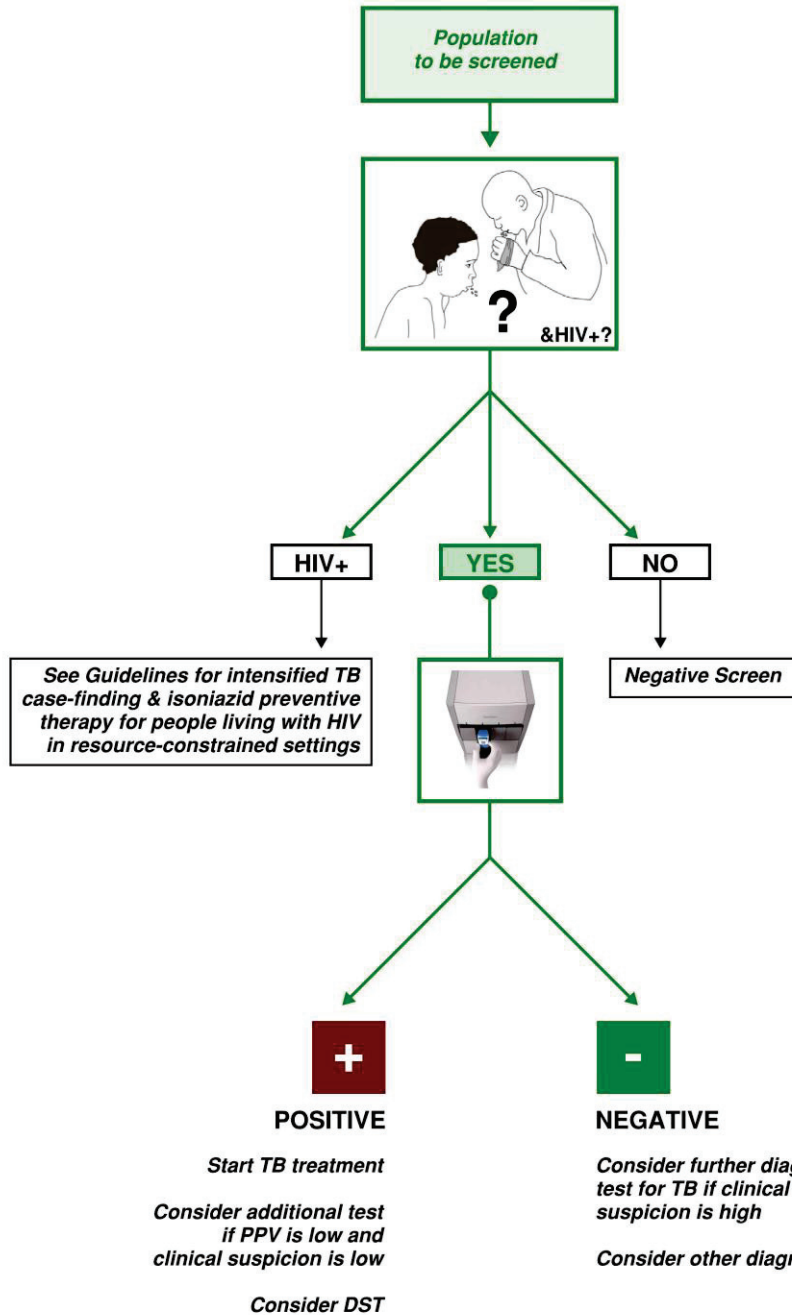 Population
to be screened
?
&HIV+?
HIV+
YES
NO
See Guidelines for intensified TB
case-finding & isoniazid preventive
therapy for people living with HIV
in resource-constrained settings
Negative Screen
+
-
POSITIVE
NEGATIVE
Start TB treatment
Consider additional test
if PPV is low and
clinical suspicion is low
Consider DST
Consider further
test for TB if clinical
suspicion is high
Consider other